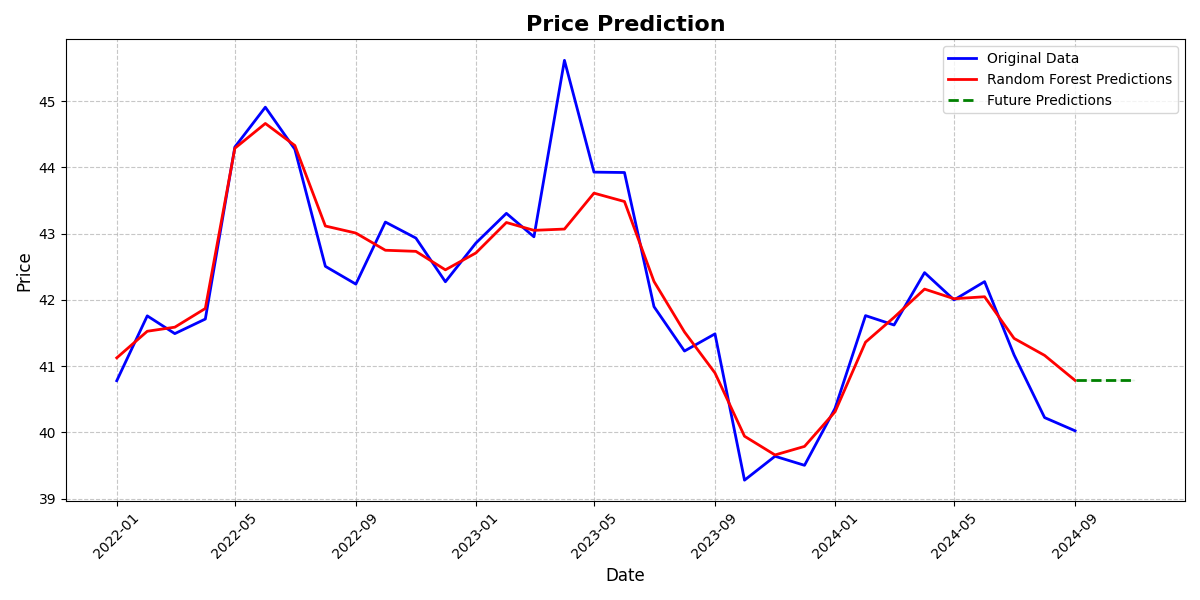 Price Prediction
Original Data
Random Forest Predictions
Future Predictions
Price
45
44
43
42
41
40
39
2022-01
2022-05
2022-09
2023-01
2023-05
2023-09
2024-01
2024-05
2024-09
Date